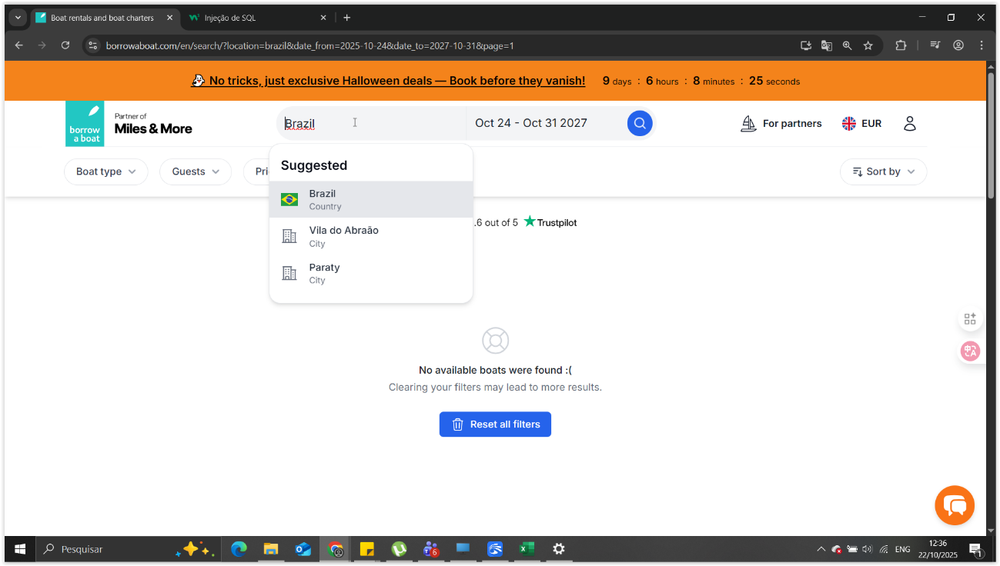 Boat rentals and boat charters
Injeção de SQL
borrowaboat.com/en/search/?location=brazil&date_from=2025-10-24&date_to=2027-10-31&page=1
No tricks, just exclusive Halloween deals — Book before they vanish! 9 days : 6 hours : 8 minutes : 25 seconds
borrow
a boat
Partner of
Miles & More
Brazil
Oct 24 - Oct 31 2027
For partners
EUR
Boat type
Guests
Pri
Sort by
Suggested
Brazil
Country
Vila do Abraão
City
Paraty
City
.6 out of 5 Trustpilot
No available boats were found :(
Clearing your filters may lead to more results.
Reset all filters
Pesquisar
6
ENG
12:36
22/10/2025
1